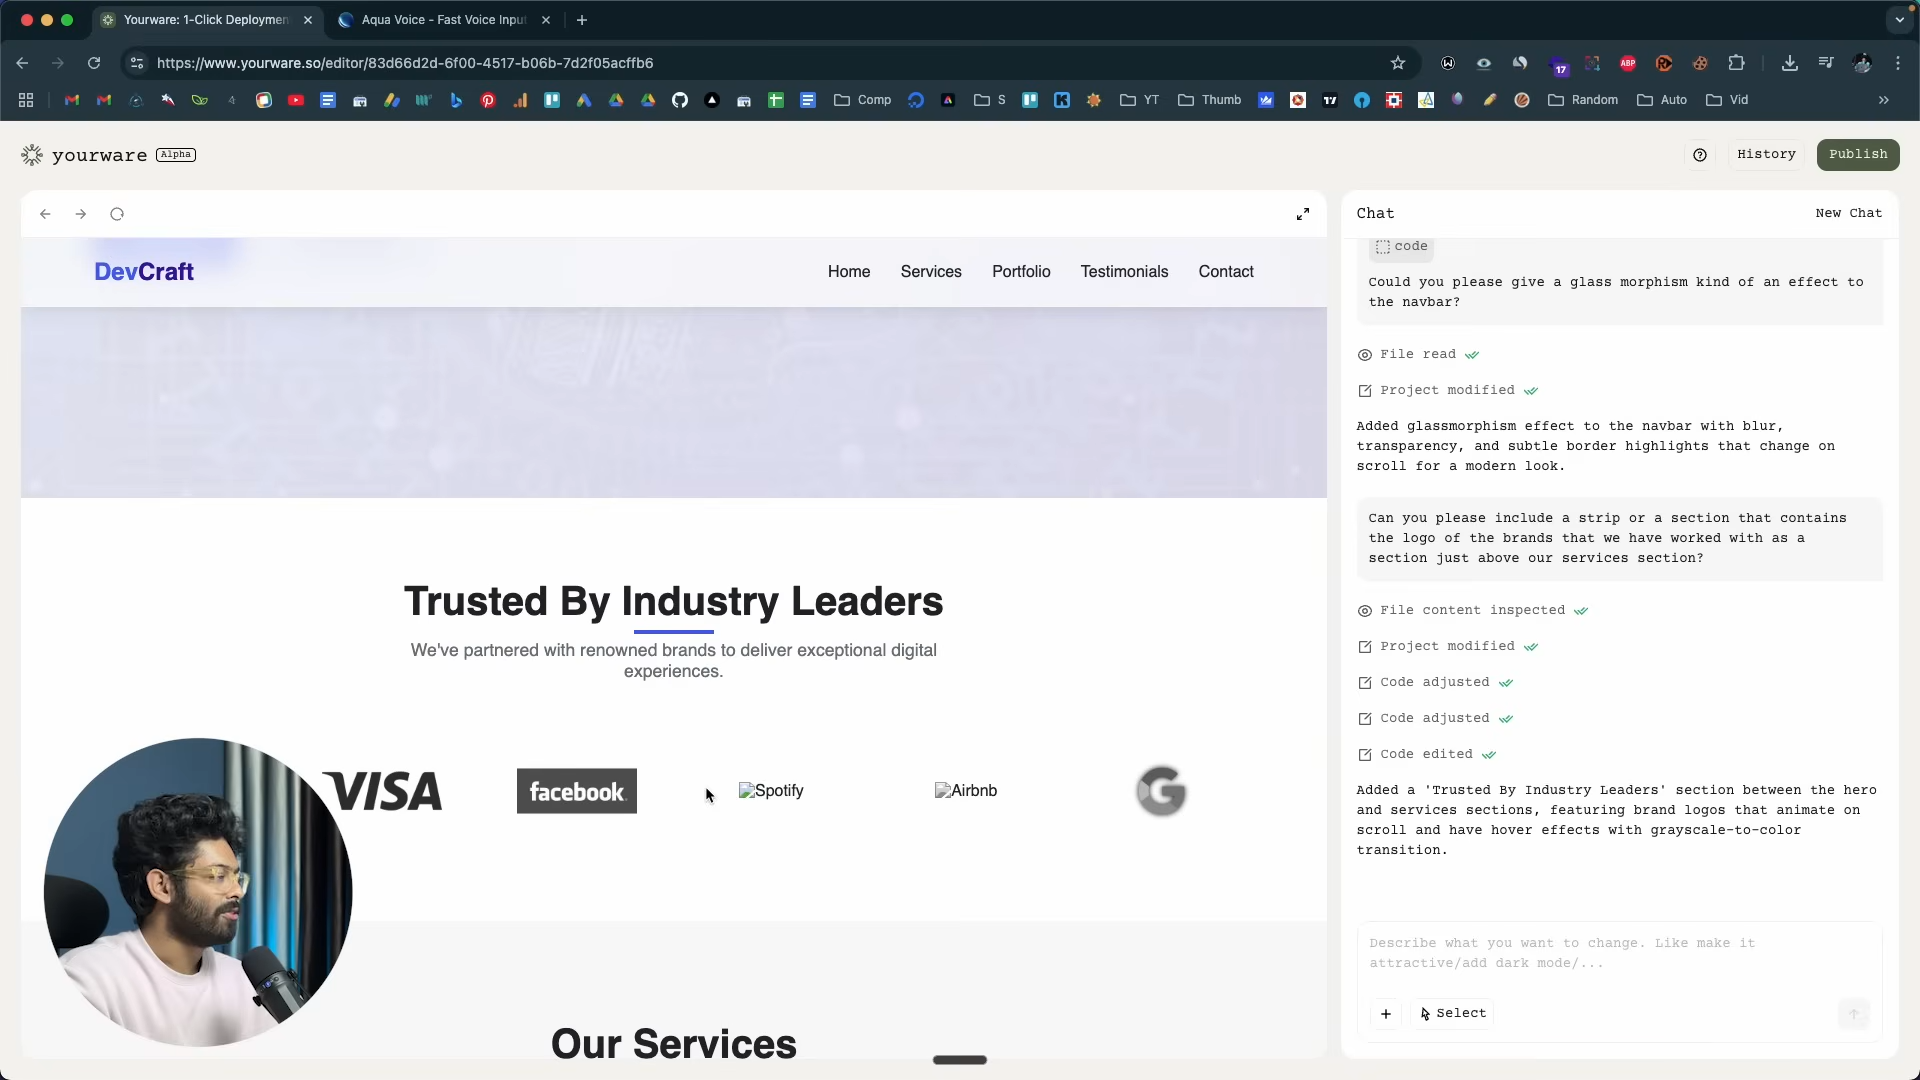 Yourware: 1-Click Deploymen
Aqua Voice - Fast Voice Input
https://www.yourware.so/editor/83d66d2d-6f00-4517-b06b-7d2f05acffb6
17
ABP
Comp
S
YT
Thumb
Random
Auto
Vid
yourware
Alpha
History
Publish
DevCraft
Home
Services
Portfolio
Testimonials
Contact
Trusted By Industry Leaders
We've partnered with renowned brands to deliver exceptional digital
experiences.
VISA
facebook
Spotify
Airbnb
G
Our Services
Chat
New Chat
code
Could you please give a glass morphism kind of an effect to
the navbar?
File read
Project modified
Added glassmorphism effect to the navbar with blur,
transparency, and subtle border highlights that change on
scroll for a modern look.
Can you please include a strip or a section that contains
the logo of the brands that we have worked with as a
section just above our services section?
File content inspected
Project modified
Code adjusted
Code adjusted
Code edited
Added a 'Trusted By Industry Leaders' section between the hero
and services sections, featuring brand logos that animate on
scroll and have hover effects with grayscale-to-color
transition.
Describe what you want to change. Like make it
attractive/add dark mode/...
Select